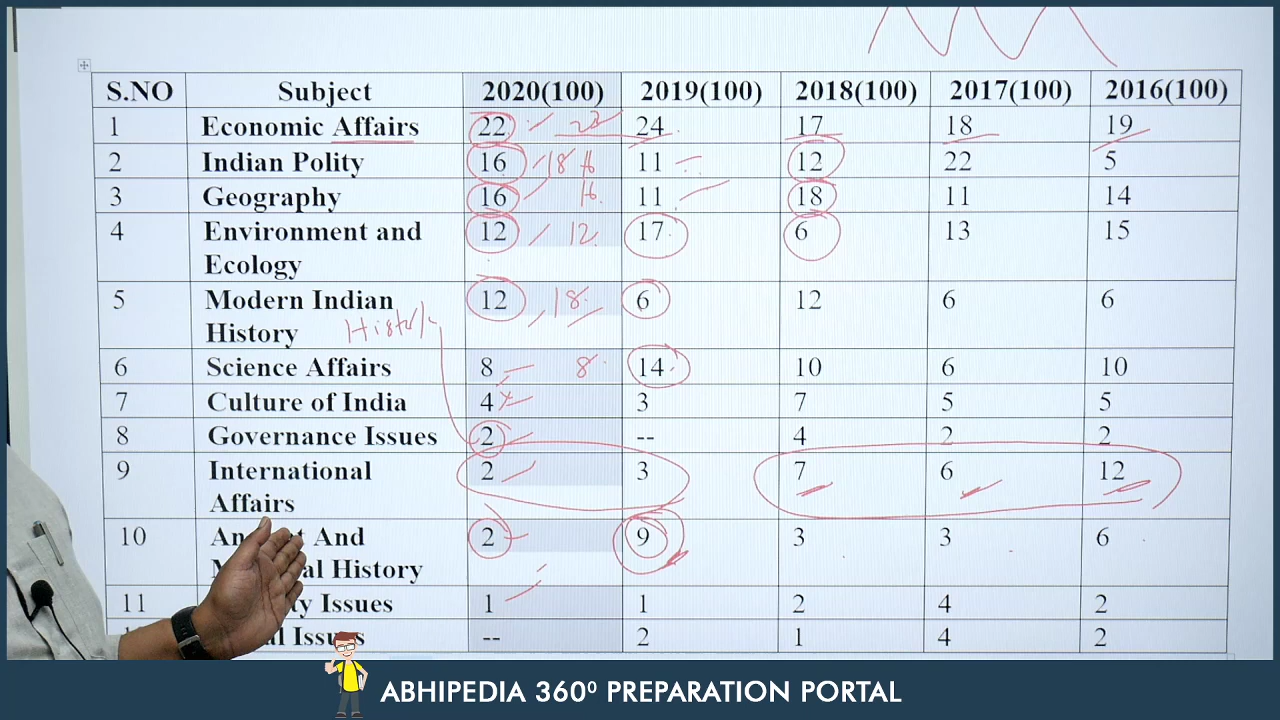 S.NO Subject 2020(100) 2019(100) 2018(100) 2017(100) 2016(100)
1 Economic Affairs 22 24 17 18 19
2 Indian Polity 16 18 16 11 12 22 5
3 Geography 16 16 11 18 11 14
4 Environment and 12 12 17 6 13 15
Ecology
5 Modern Indian 12 18 6 12 6 6
History
6 Science Affairs 8 8 14 10 6 10
7 Culture of India 4 3 7 5 5
8 Governance Issues 2 -- 4 2 2
9 International 2 3 7 6 12
Affairs
10 And 2 9 3 3 6
History
11 Issues 1 1 2 4 2
-- 2 1 4 2
ABHIPEDIA 360⁰ PREPARATION PORTAL